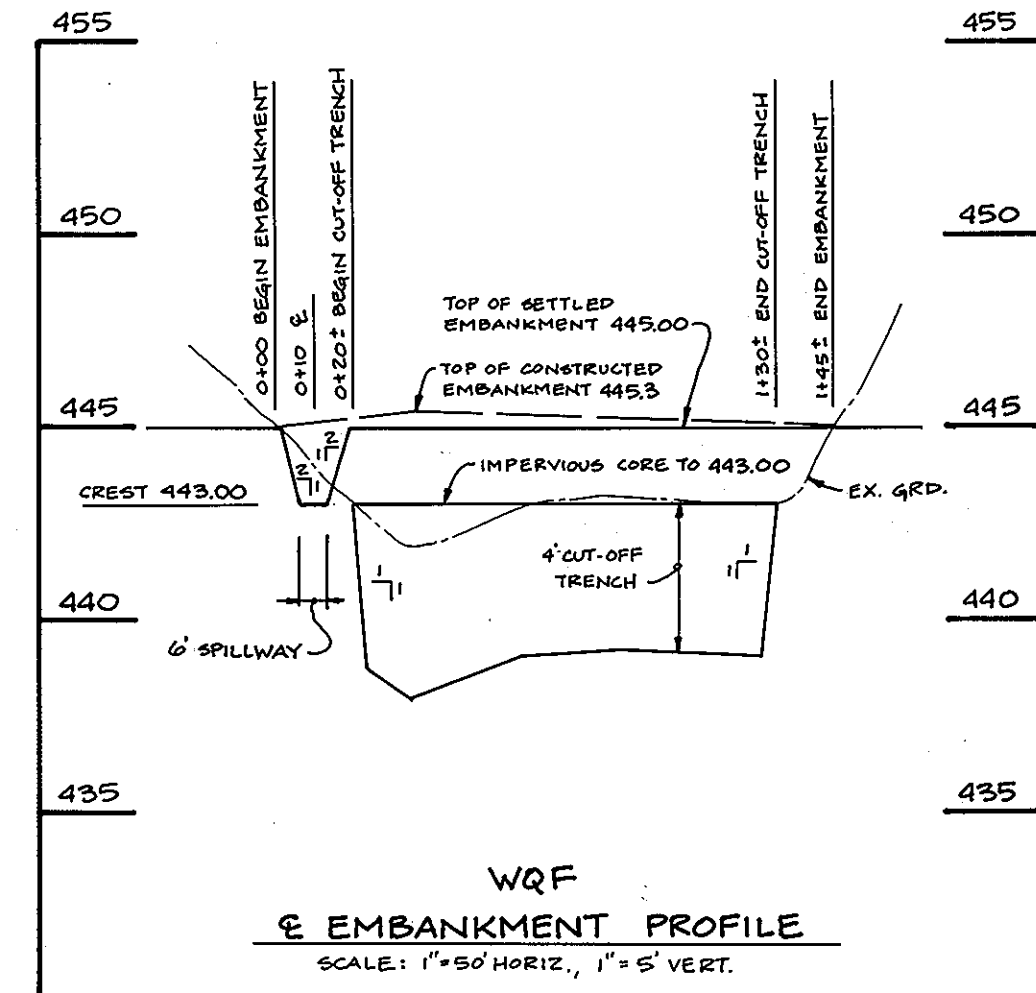 455
455
0+00 BEGIN EMBANKMENT
0+10 ℄
0+20± BEGIN CUT-OFF TRENCH
1+30± END CUT-OFF TRENCH
1+45± END EMBANKMENT
450
450
TOP OF SETTLED
EMBANKMENT 445.00
TOP OF CONSTRUCTED
EMBANKMENT 445.3
445
445
2
1
2
1
IMPERVIOUS CORE TO 443.00
CREST 443.00
EX. GRD.
4' CUT-OFF
TRENCH
1
1
1
1
440
440
6' SPILLWAY
435
435
WQF
℄ EMBANKMENT PROFILE
SCALE: 1"=50' HORIZ., 1"=5' VERT.